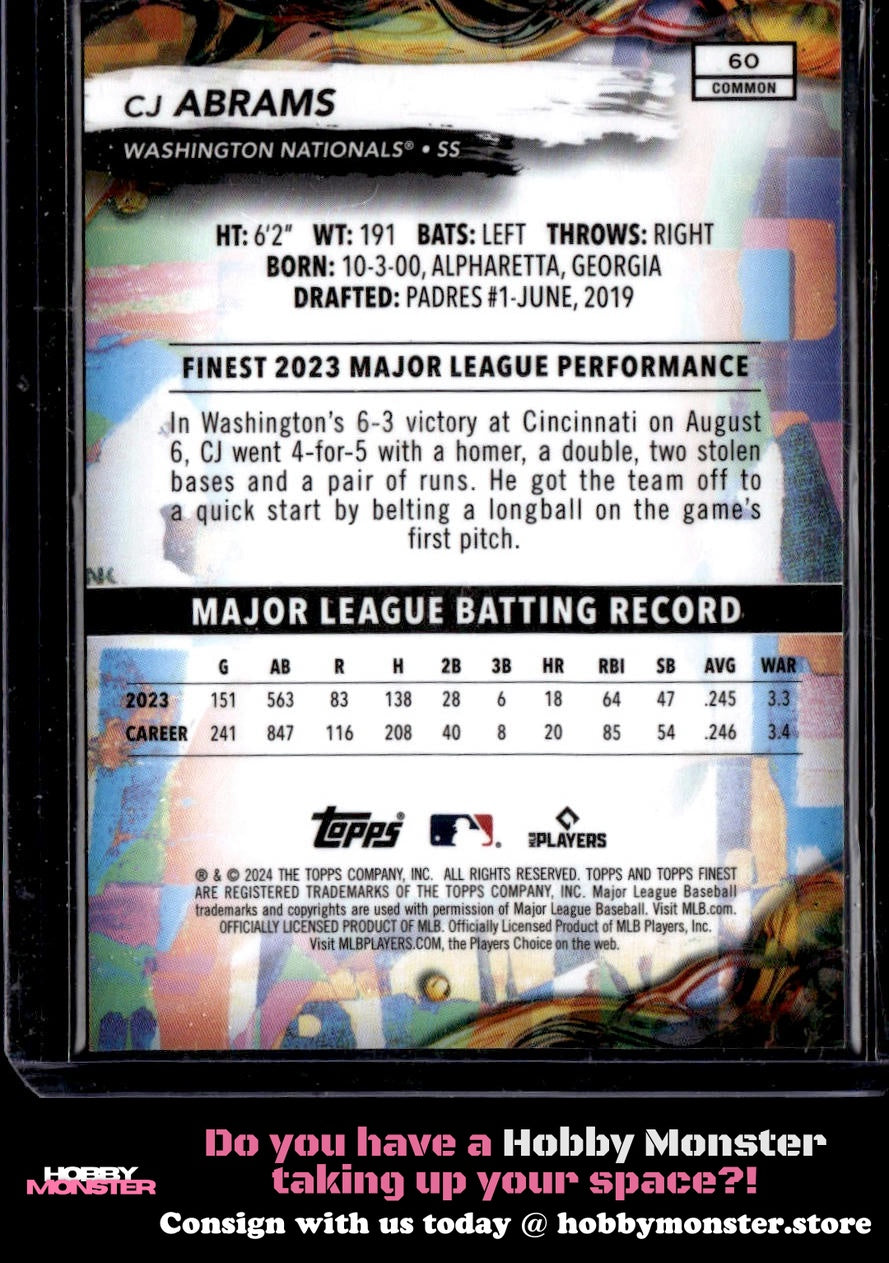 60
COMMON
CJ ABRAMS
WASHINGTON NATIONALS® • SS
HT: 6'2" WT: 191 BATS: LEFT THROWS: RIGHT
BORN: 10-3-00, ALPHARETTA, GEORGIA
DRAFTED: PADRES #1-JUNE, 2019
FINEST 2023 MAJOR LEAGUE PERFORMANCE
In Washington's 6-3 victory at Cincinnati on August
6, CJ went 4-for-5 with a homer, a double, two stolen
bases and a pair of runs. He got the team off to
a quick start by belting a longball on the game's
first pitch.
NK
MAJOR LEAGUE BATTING RECORD
G AB R H 2B 3B HR RBI SB AVG WAR
2023 151 563 83 138 28 6 18 64 47 .245 3.3
CAREER 241 847 116 208 40 8 20 85 54 .246 3.4
topps® MLB PLAYERS
® & © 2024 THE TOPPS COMPANY, INC. ALL RIGHTS RESERVED. TOPPS AND TOPPS FINEST
ARE REGISTERED TRADEMARKS OF THE TOPPS COMPANY, INC. Major League Baseball
trademarks and copyrights are used with permission of Major League Baseball. Visit MLB.com.
OFFICIALLY LICENSED PRODUCT OF MLB. Officially Licensed Product of MLB Players, Inc.
Visit MLBPLAYERS.COM, the Players Choice on the web.
Do you have a Hobby Monster
taking up your space?!
HOBBY
MONSTER
Consign with us today @ hobbymonster.store